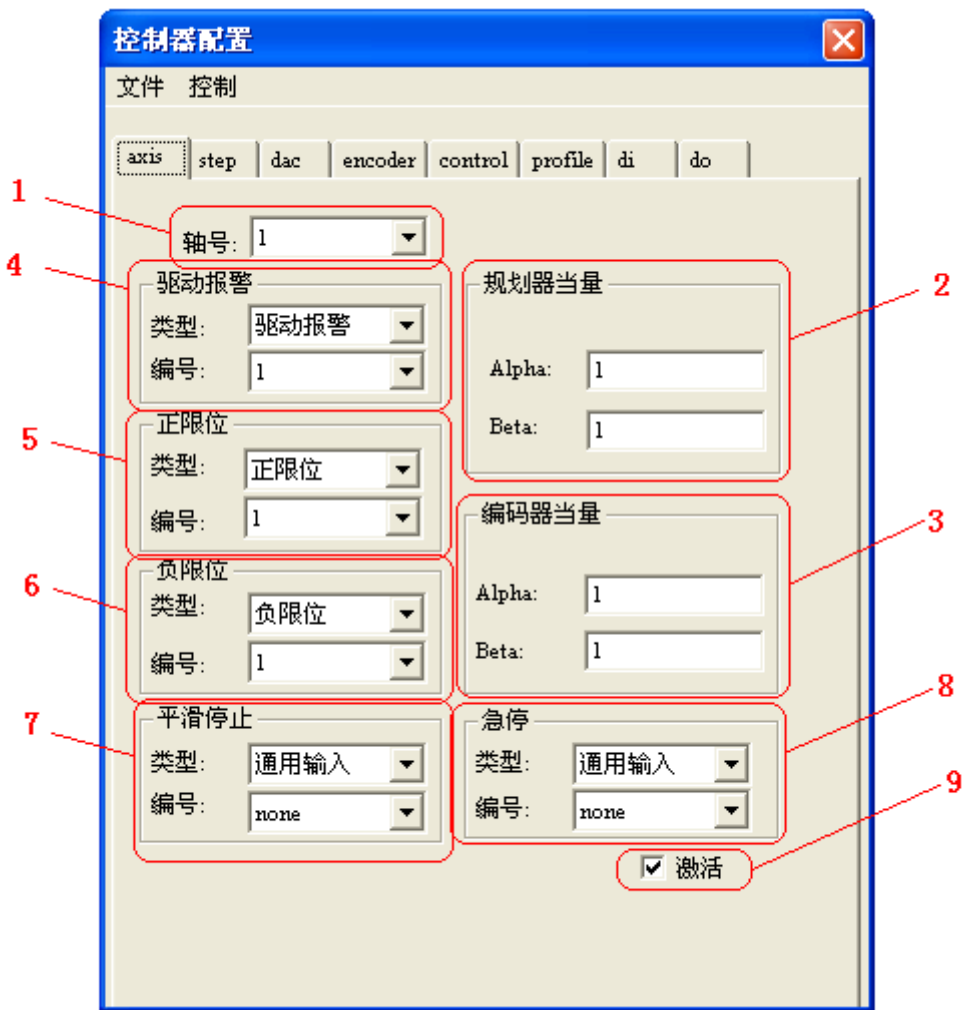 控制器配置
文件 控制
axis step dac encoder control profile di do
1
轴号: 1
4
驱动报警
类型: 驱动报警
编号: 1
规划器当量
2
Alpha: 1
Beta: 1
5
正限位
类型: 正限位
编号: 1
编码器当量
3
Alpha: 1
Beta: 1
6
负限位
类型: 负限位
编号: 1
7
平滑停止
类型: 通用输入
编号: none
8
急停
类型: 通用输入
编号: none
9
激活